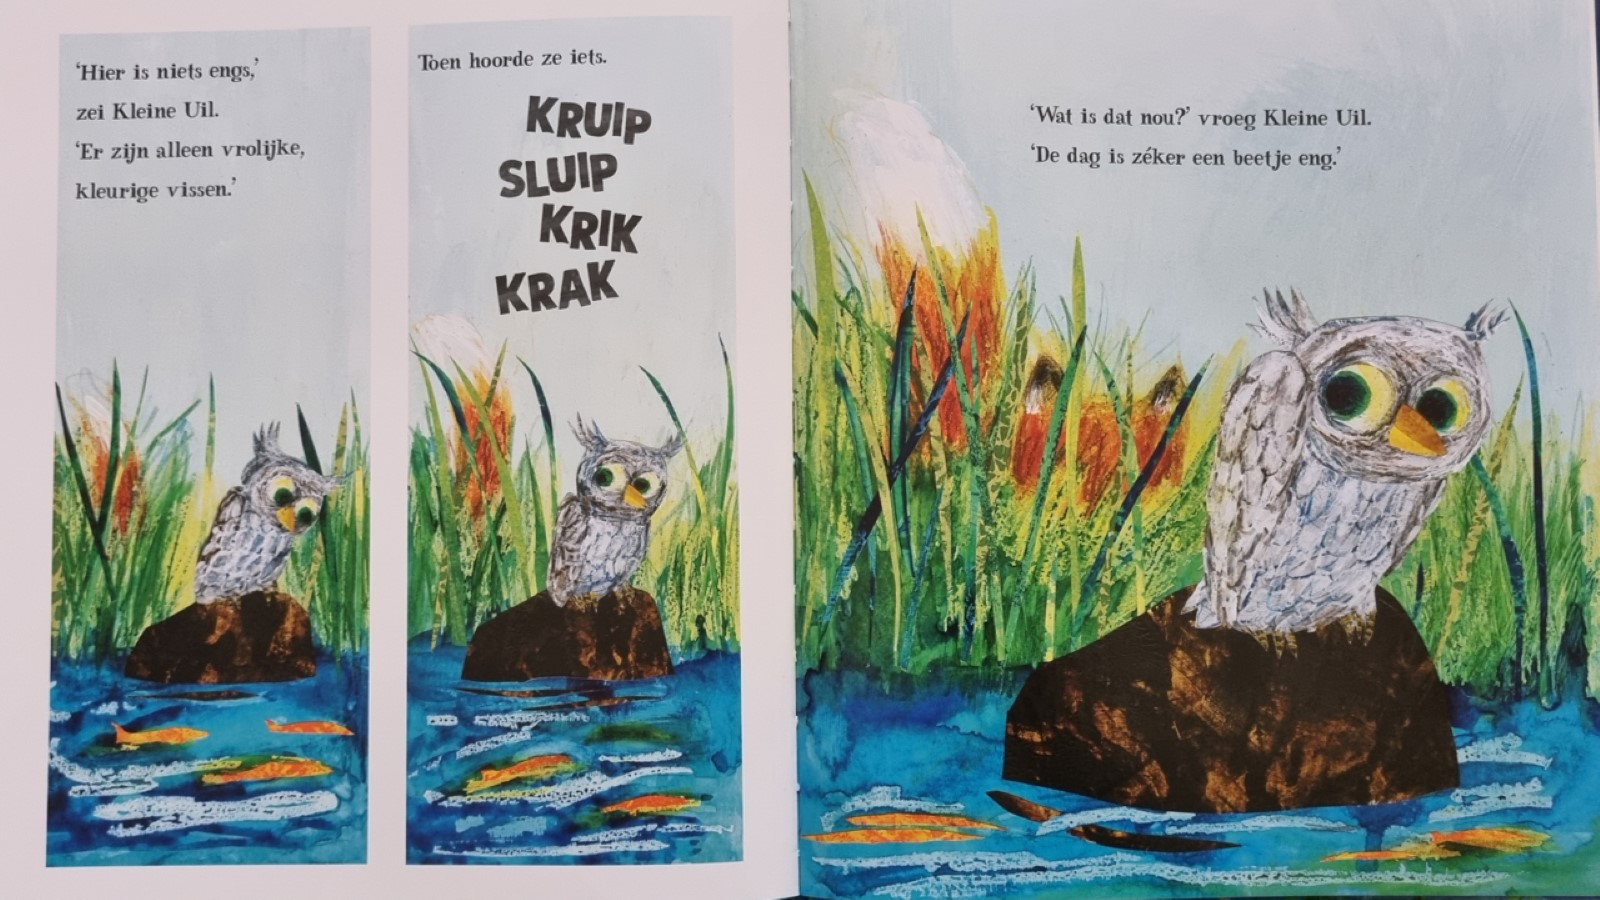 ‘Hier is niets engs,’
zei Kleine Uil.
‘Er zijn alleen vrolijke,
kleurige vissen.’
Toen hoorde ze iets.
KRUIP
SLUIP
KRIK
KRAK
‘Wat is dat nou?’ vroeg Kleine Uil.
‘De dag is zéker een beetje eng.’